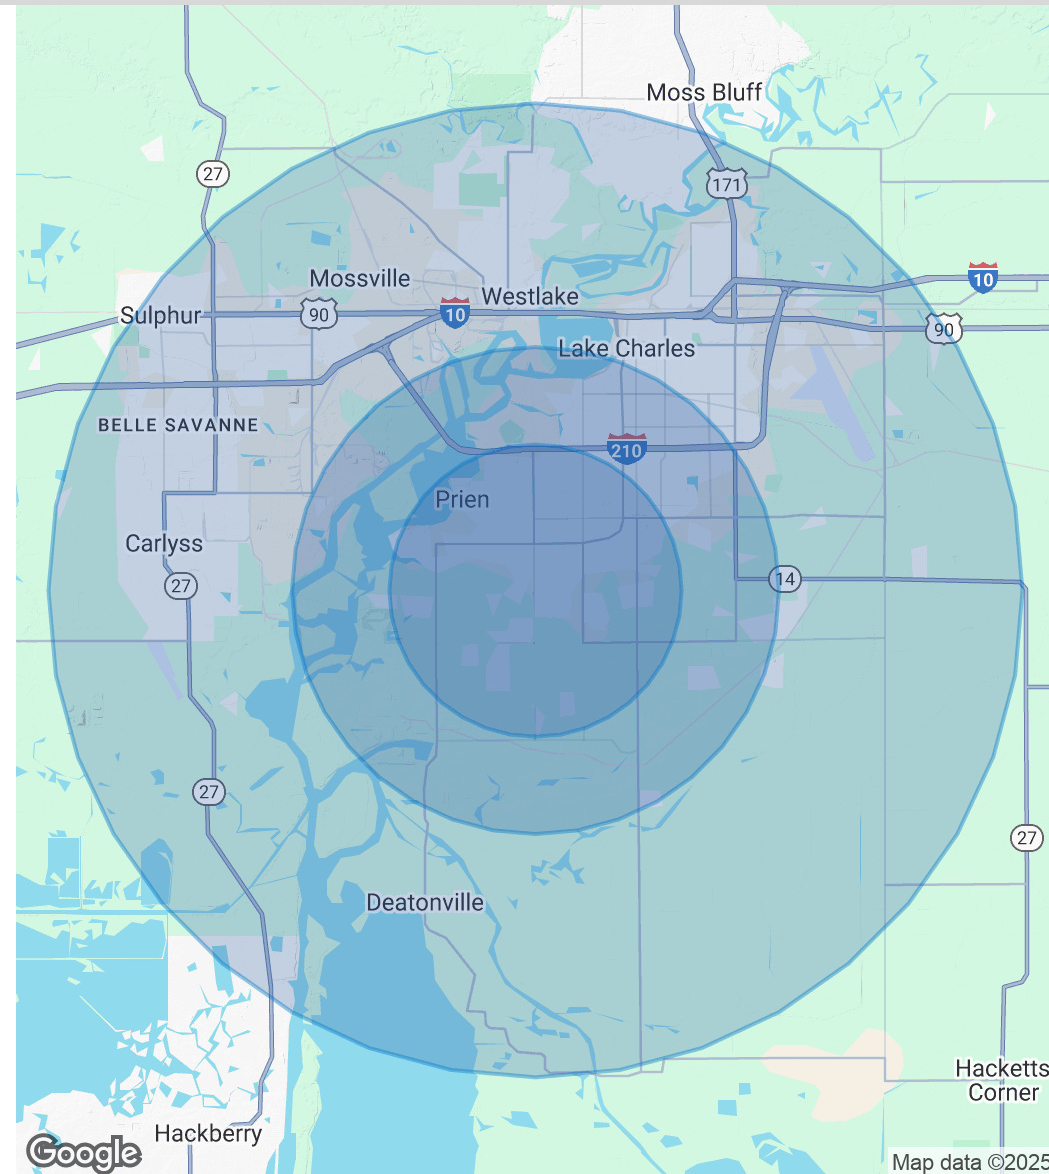 Moss Bluff
27
171
Mossville
10
Westlake
10
Sulphur
90
90
Lake Charles
BELLE SAVANNE
210
Prien
Carlyss
27
14
27
27
Deatonville
Hacketts
Corner
Hackberry
Google
Map data ©2025